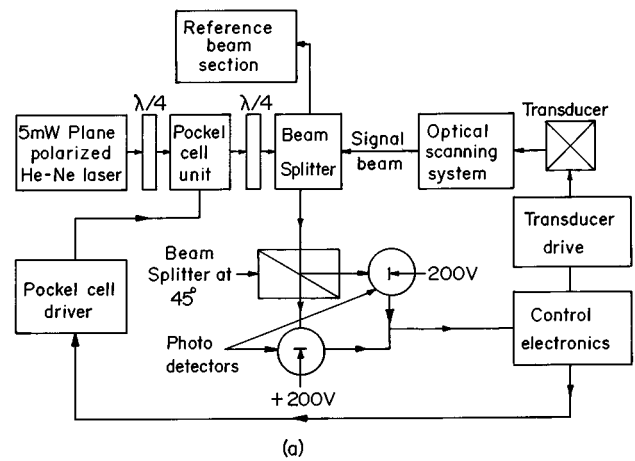 Reference
beam
section
λ/4
λ/4
Transducer
5mW Plane
polarized
He-Ne laser
Pockel
cell
unit
Beam
Splitter
Signal
beam
Optical
scanning
system
Transducer
drive
Beam
Splitter at
45°
200V
Pockel cell
driver
Photo
detectors
Control
electronics
+200V
(a)